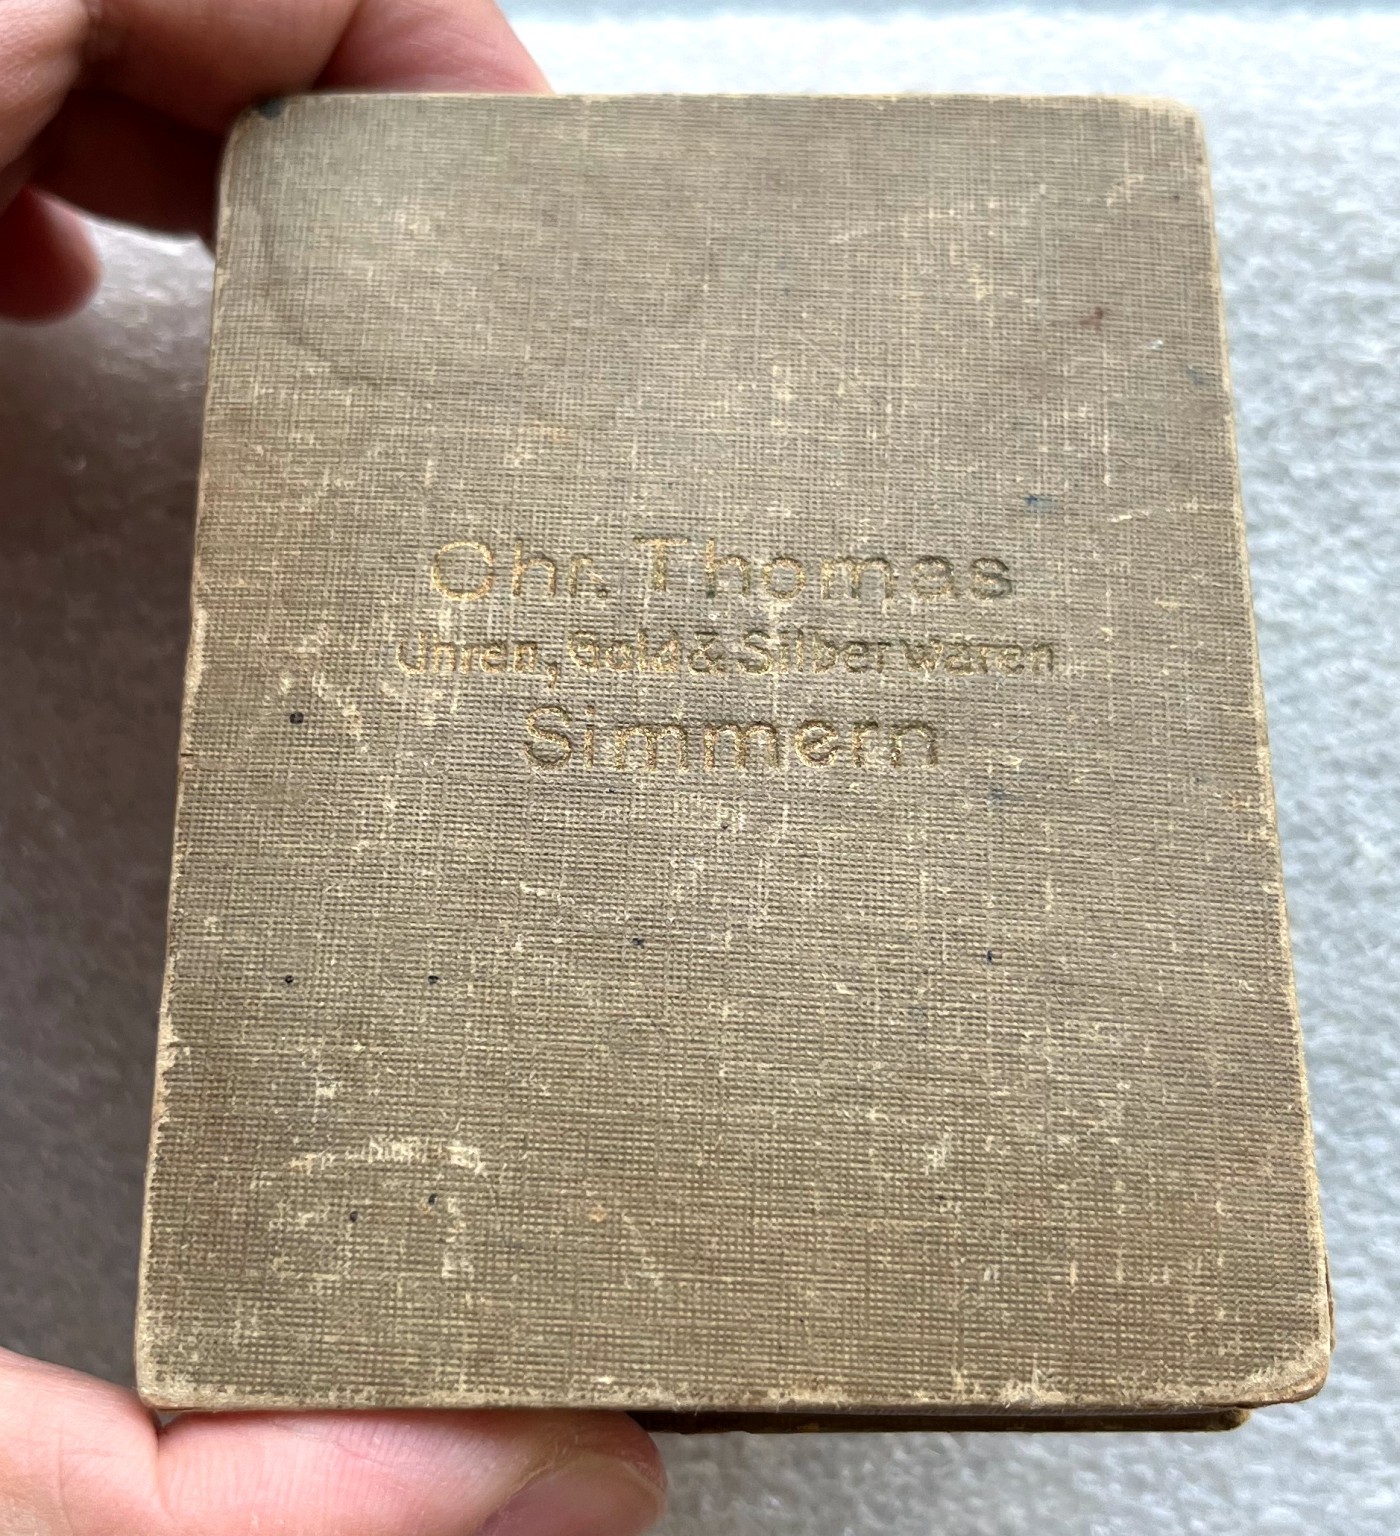 Chr. Thomas
Uhren, Gold & Silberwaren
Simmern